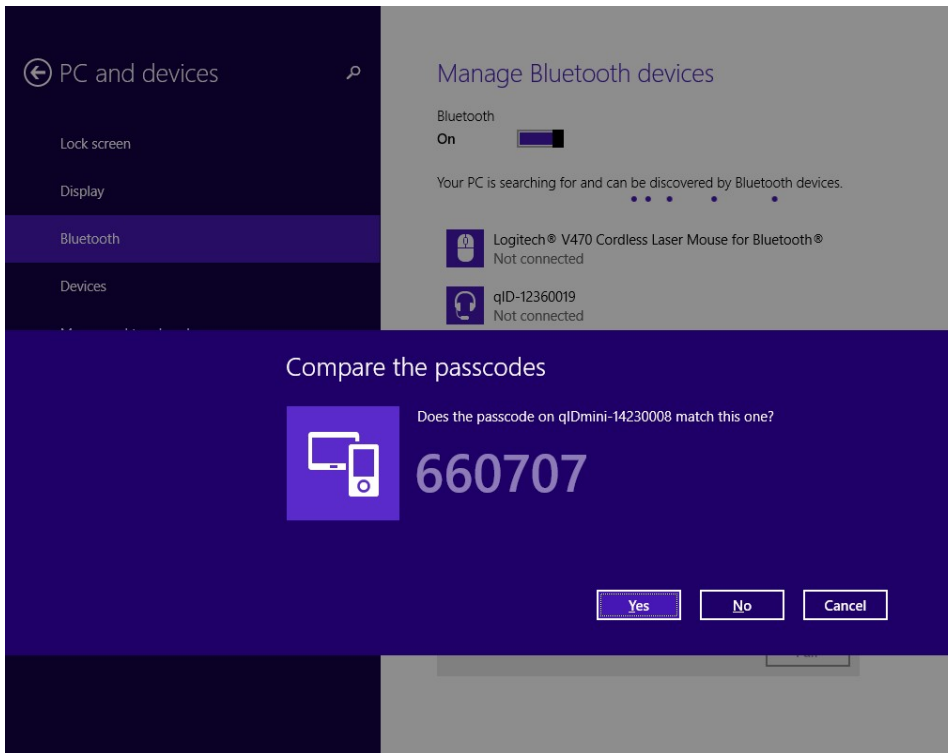 PC and devices
Lock screen
Display
Bluetooth
Devices
Manage Bluetooth devices
Bluetooth
On
Your PC is searching for and can be discovered by Bluetooth devices.
Logitech® V470 Cordless Laser Mouse for Bluetooth®
Not connected
qID-12360019
Not connected
Compare the passcodes
Does the passcode on qIDmini-14230008 match this one?
660707
Yes
No
Cancel